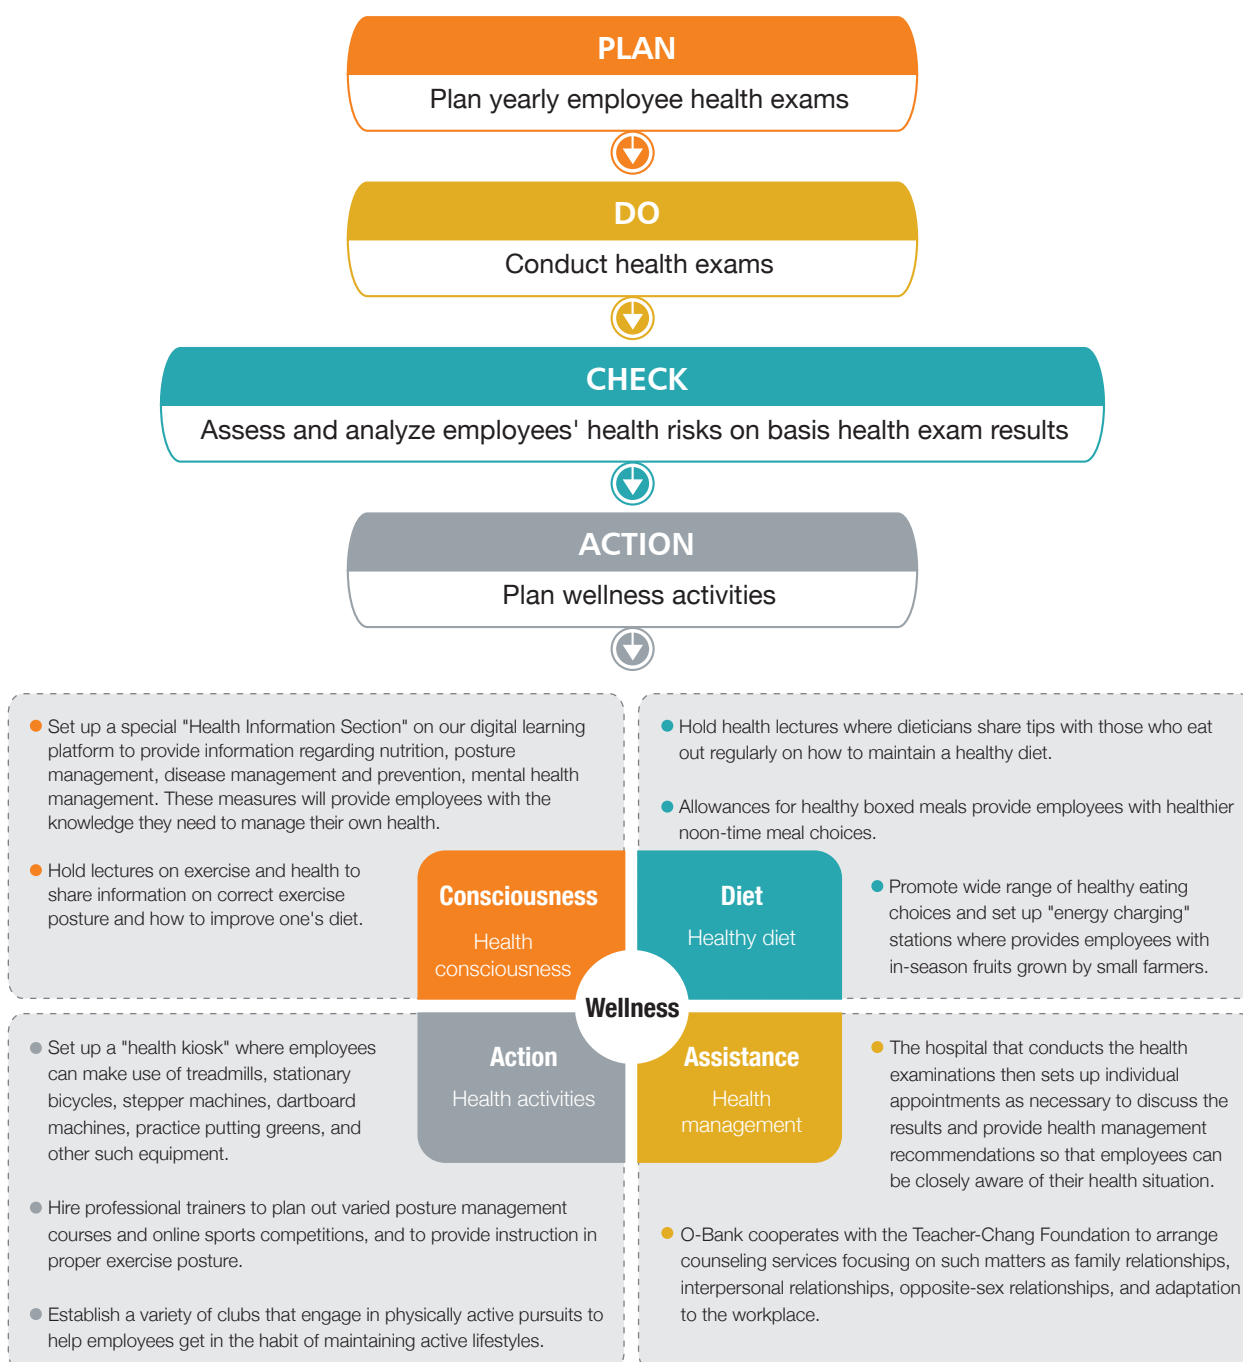 PLAN
Plan yearly employee health exams
DO
Conduct health exams
CHECK
Assess and analyze employees' health risks on basis health exam results
ACTION
Plan wellness activities
Set up a special "Health Information Section" on our digital learning
platform to provide information regarding nutrition, posture
management, disease management and prevention, mental health
management. These measures will provide employees with the
knowledge they need to manage their own health.
Hold lectures on exercise and health to
share information on correct exercise
posture and how to improve one's diet.
Hold health lectures where dieticians share tips with those who eat
out regularly on how to maintain a healthy diet.
Allowances for healthy boxed meals provide employees with healthier
noon-time meal choices.
Promote wide range of healthy eating
choices and set up "energy charging"
stations where provides employees with
in-season fruits grown by small farmers.
Consciousness
Health
consciousness
Diet
Healthy diet
Wellness
Action
Health activities
Assistance
Health
management
Set up a "health kiosk" where employees
can make use of treadmills, stationary
bicycles, stepper machines, dartboard
machines, practice putting greens, and
other such equipment.
Hire professional trainers to plan out varied posture management
courses and online sports competitions, and to provide instruction in
proper exercise posture.
Establish a variety of clubs that engage in physically active pursuits to
help employees get in the habit of maintaining active lifestyles.
The hospital that conducts the health
examinations then sets up individual
appointments as necessary to discuss the
results and provide health management
recommendations so that employees can
be closely aware of their health situation.
O-Bank cooperates with the Teacher-Chang Foundation to arrange
counseling services focusing on such matters as family relationships,
interpersonal relationships, opposite-sex relationships, and adaptation
to the workplace.